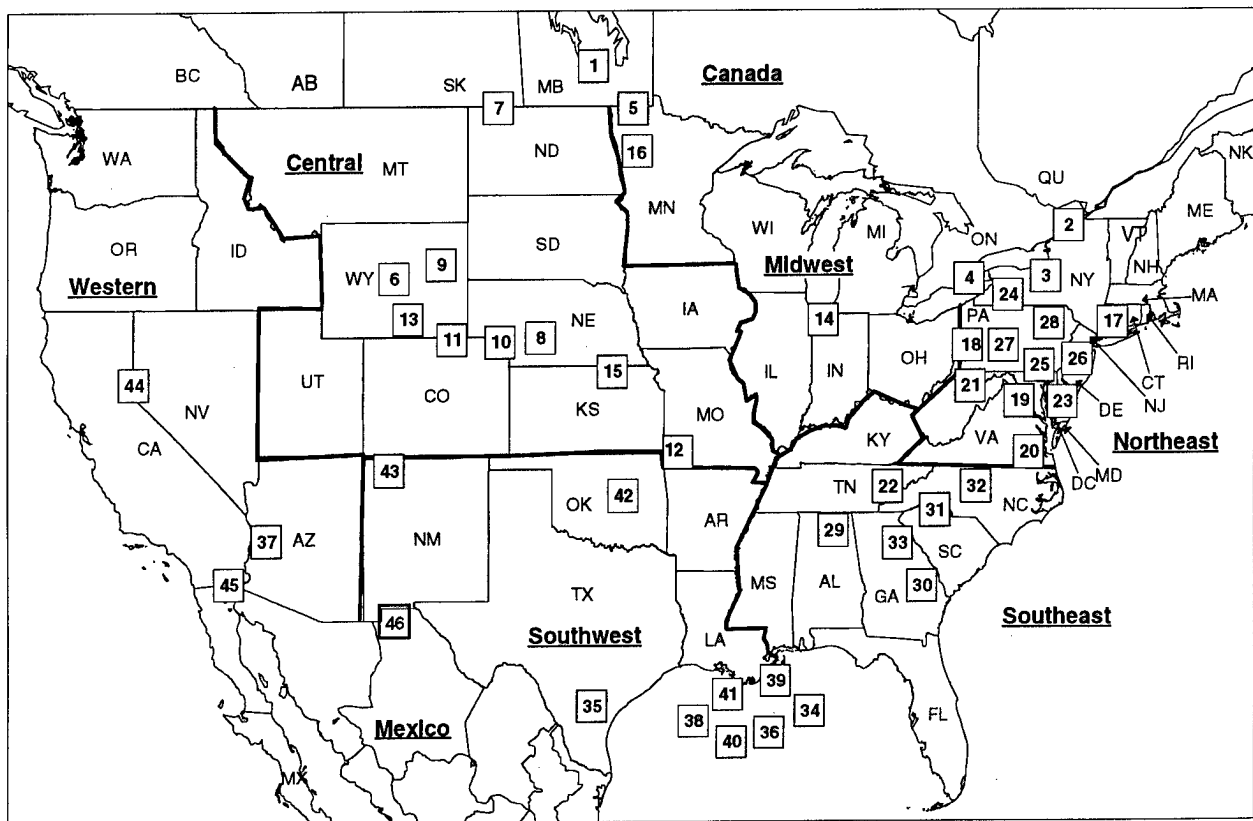 1
Canada
BC
AB
SK
MB
7
5
WA
Central
MT
ND
16
MN
QU
NK
ME
2
VT
NH
OR
ID
Western
WY
6
9
SD
WI
MI
ON
Midwest
4
3
NY
24
MA
13
11
10
8
NE
IA
14
PA
28
17
18
27
RI
UT
CO
15
IL
IN
OH
25
26
CT
44
NV
KS
MO
21
19
23
DE
NJ
CA
KY
VA
20
Northeast
12
DC
MD
43
TN
22
32
OK
42
NC
37
AZ
NM
AR
29
31
33
SC
45
TX
MS
AL
GA
30
46
Southwest
LA
Southeast
41
39
35
38
34
Mexico
36
40
FL
MX